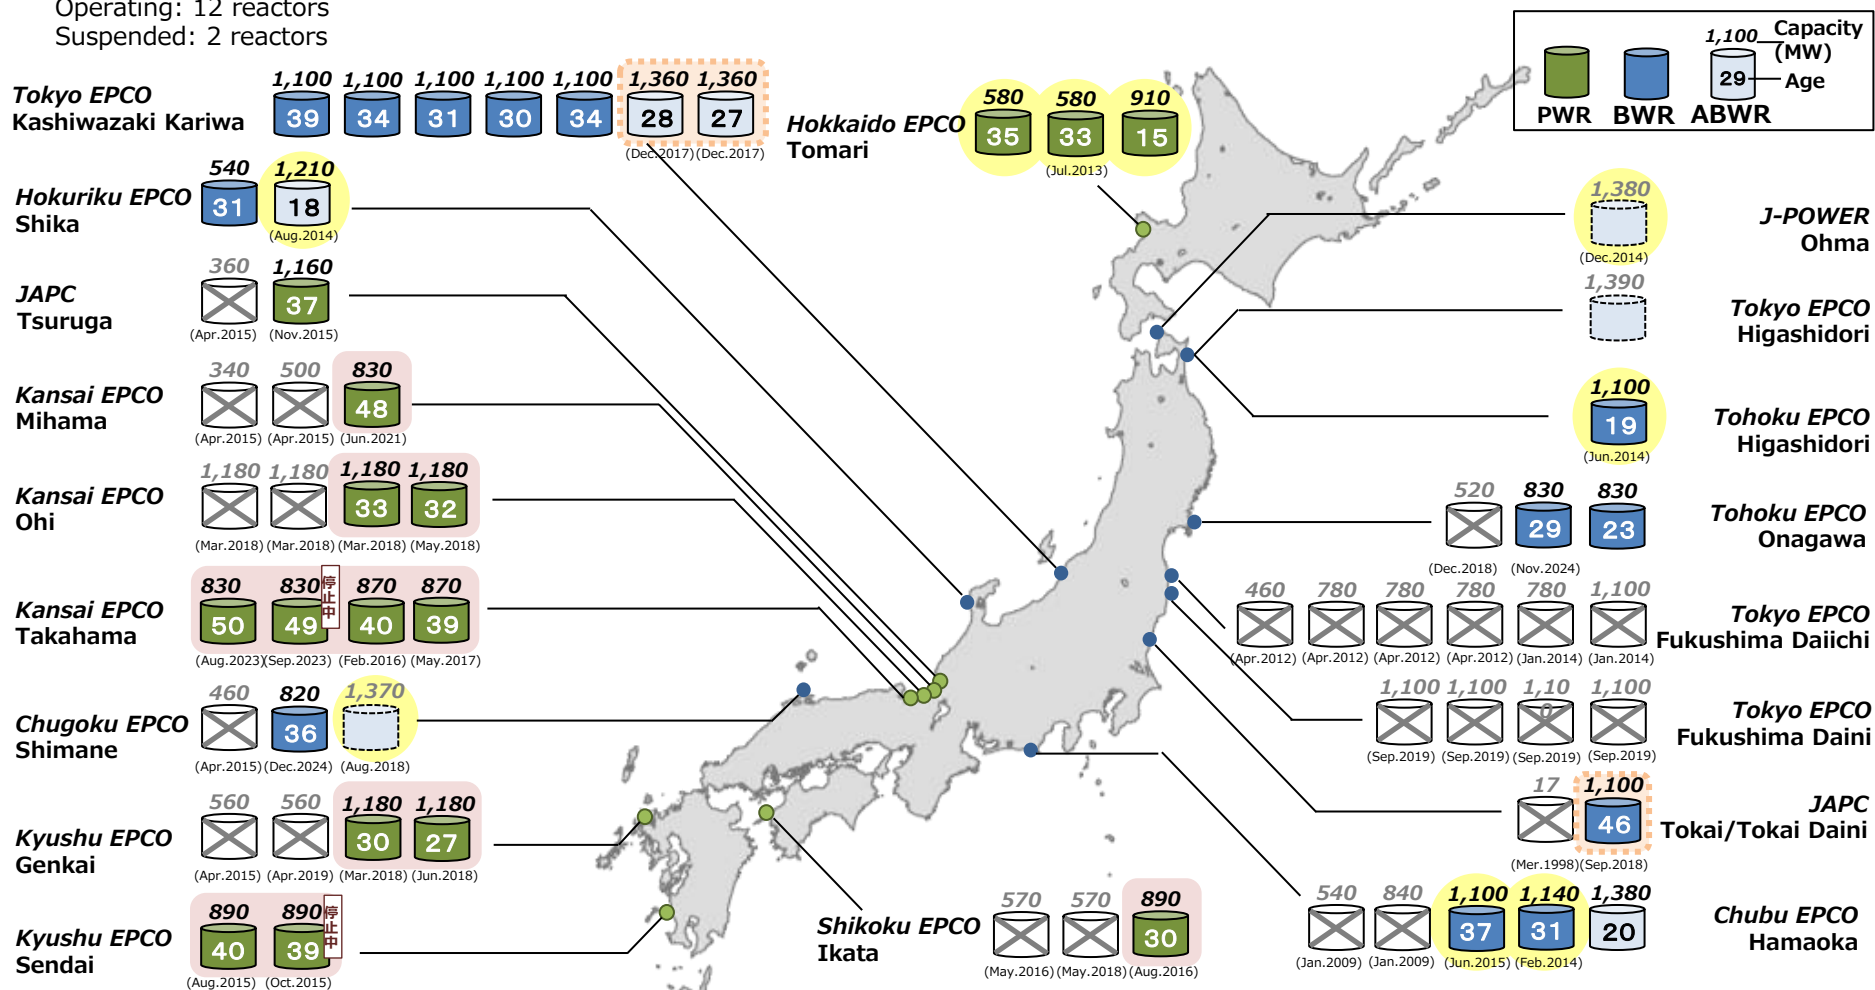 Operating: 12 reactors
Suspended: 2 reactors
1,100 Capacity (MW)
29 Age
PWR BWR ABWR
Tokyo EPCO
Kashiwazaki Kariwa
1,100 1,100 1,100 1,100 1,100 1,360 1,360
39 34 31 30 34 28 27
(Dec.2017) (Dec.2017)
Hokkaido EPCO
Tomari
580 580 910
35 33 15
(Jul.2013)
Hokuriku EPCO
Shika
540 1,210
31 18
(Aug.2014)
JAPC
Tsuruga
360 1,160
37
(Apr.2015) (Nov.2015)
Kansai EPCO
Mihama
340 500 830
48
(Apr.2015) (Apr.2015) (Jun.2021)
Kansai EPCO
Ohi
1,180 1,180 1,180 1,180
33 32
(Mar.2018) (Mar.2018) (Mar.2018) (May.2018)
Kansai EPCO
Takahama
830 830 870 870
停止中
50 49 40 39
(Aug.2023) (Sep.2023) (Feb.2016) (May.2017)
Chugoku EPCO
Shimane
460 820 1,370
36
(Apr.2015) (Dec.2024) (Aug.2018)
Kyushu EPCO
Genkai
560 560 1,180 1,180
30 27
(Apr.2015) (Apr.2019) (Mar.2018) (Jun.2018)
Kyushu EPCO
Sendai
890 890
停止中
40 39
(Aug.2015) (Oct.2015)
Shikoku EPCO
Ikata
570 570 890
30
(May.2016) (May.2018) (Aug.2016)
1,380
(Dec.2014)
J-POWER
Ohma
1,390
Tokyo EPCO
Higashidori
1,100
19
(Jun.2014)
Tohoku EPCO
Higashidori
520 830 830
29 23
(Dec.2018) (Nov.2024)
Tohoku EPCO
Onagawa
460 780 780 780 780 1,100
(Apr.2012) (Apr.2012) (Apr.2012) (Apr.2012) (Jan.2014) (Jan.2014)
Tokyo EPCO
Fukushima Daiichi
1,100 1,100 1,10
0
1,100
(Sep.2019) (Sep.2019) (Sep.2019) (Sep.2019)
Tokyo EPCO
Fukushima Daini
17 1,100
46
(Mer.1998) (Sep.2018)
JAPC
Tokai/Tokai Daini
540 840 1,100 1,140 1,380
37 31 20
(Jan.2009) (Jan.2009) (Jun.2015) (Feb.2014)
Chubu EPCO
Hamaoka